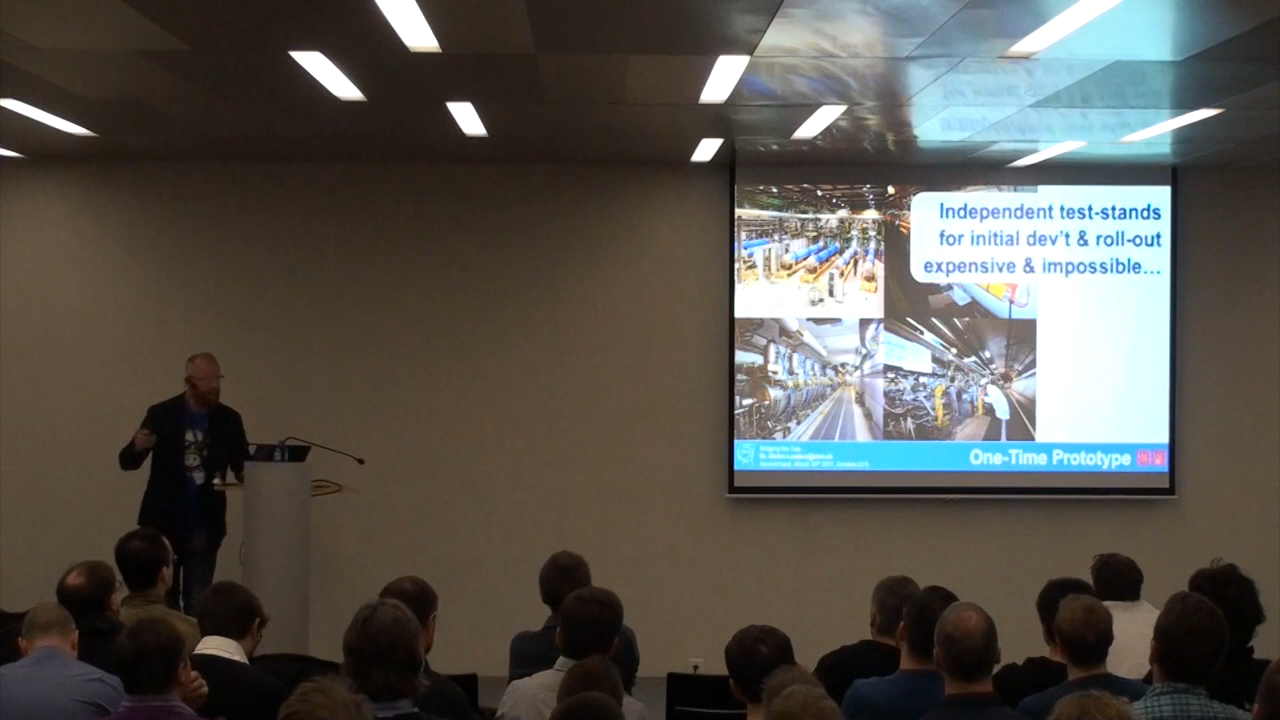 Independent test-stands
for initial dev't & roll-out
expensive & impossible...
One-Time Prototype